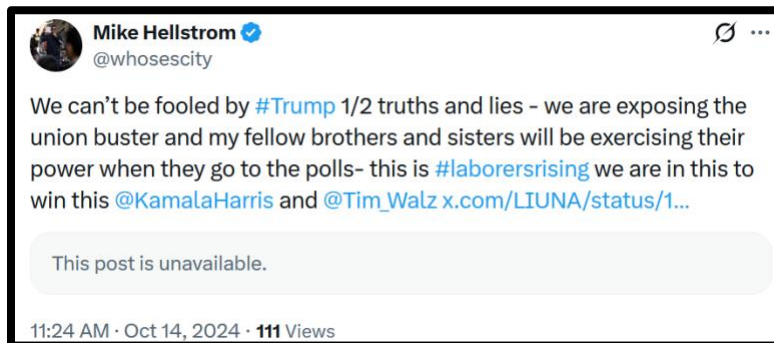 Mike Hellstrom
@whosescity
We can’t be fooled by #Trump 1/2 truths and lies - we are exposing the
union buster and my fellow brothers and sisters will be exercising their
power when they go to the polls- this is #laborersrising we are in this to
win this @KamalaHarris and @Tim_Walz x.com/LIUNA/status/1...
This post is unavailable.
11:24 AM · Oct 14, 2024 · 111 Views